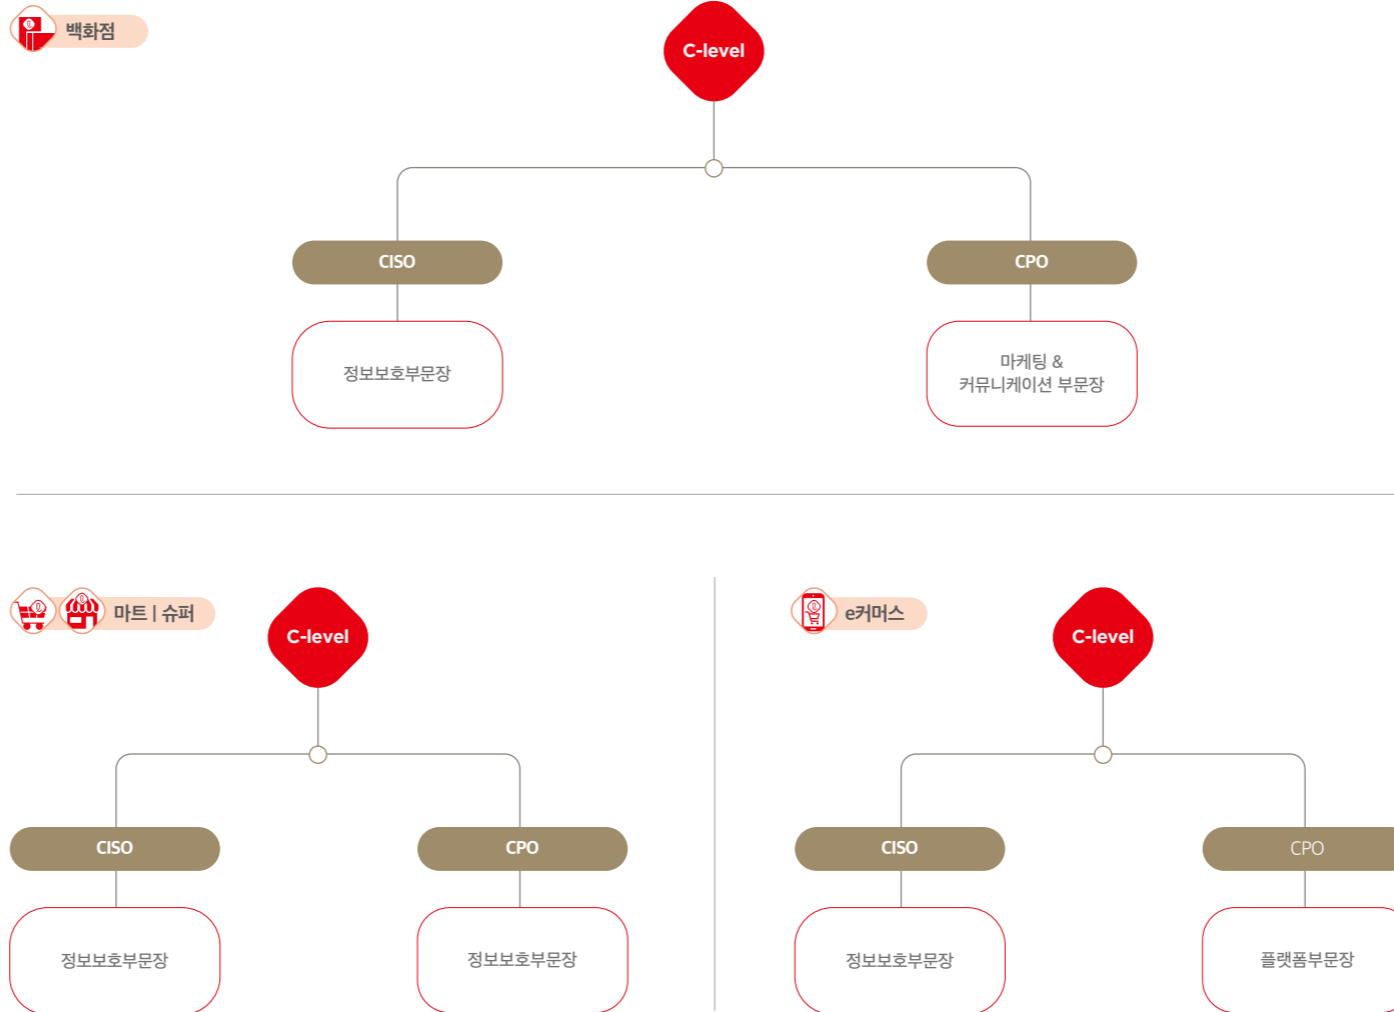 백화점
C-level
CISO
CPO
정보보호부문장
마케팅 &
커뮤니케이션 부문장
마트 | 슈퍼
C-level
CISO
CPO
정보보호부문장
정보보호부문장
e커머스
C-level
CISO
CPO
정보보호부문장
플랫폼부문장